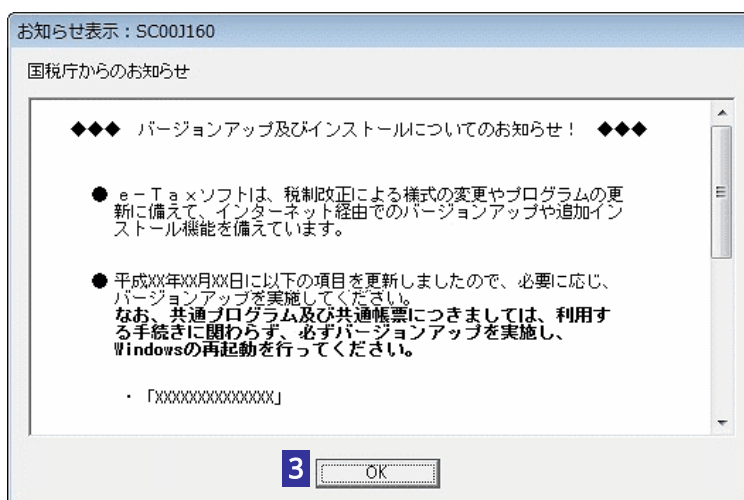 お知らせ表示：SC00J160
国税庁からのお知らせ
◆◆◆　バージョンアップ及びインストールについてのお知らせ！　◆◆◆
● ｅ－Ｔａｘソフトは、税制改正による様式の変更やプログラムの更
新に備えて、インターネット経由でのバージョンアップや追加イン
ストール機能を備えています。
● 平成XX年XX月XX日に以下の項目を更新しましたので、必要に応じ、
バージョンアップを実施してください。
なお、共通プログラム及び共通帳票につきましては、利用す
る手続きに関わらず、必ずバージョンアップを実施し、
Windowsの再起動を行ってください。
・「XXXXXXXXXXXXXX」
3 OK